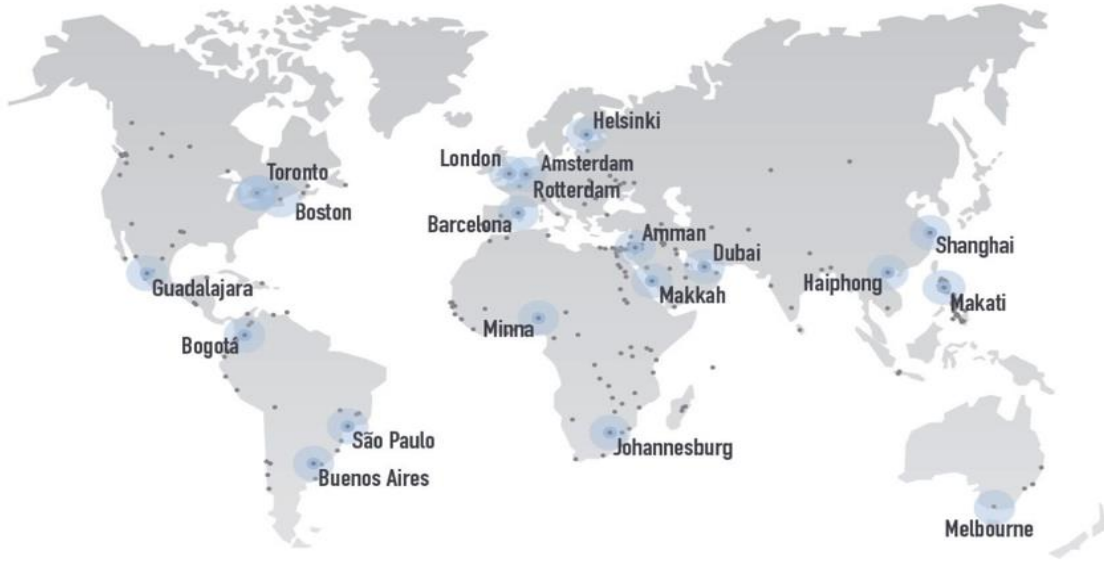 Helsinki
London
Amsterdam
Toronto
Rotterdam
Boston
Barcelona
Amman
Shanghai
Dubai
Haiphong
Guadalajara
Makkah
Makati
Minna
Bogotá
São Paulo
Johannesburg
Buenos Aires
Melbourne